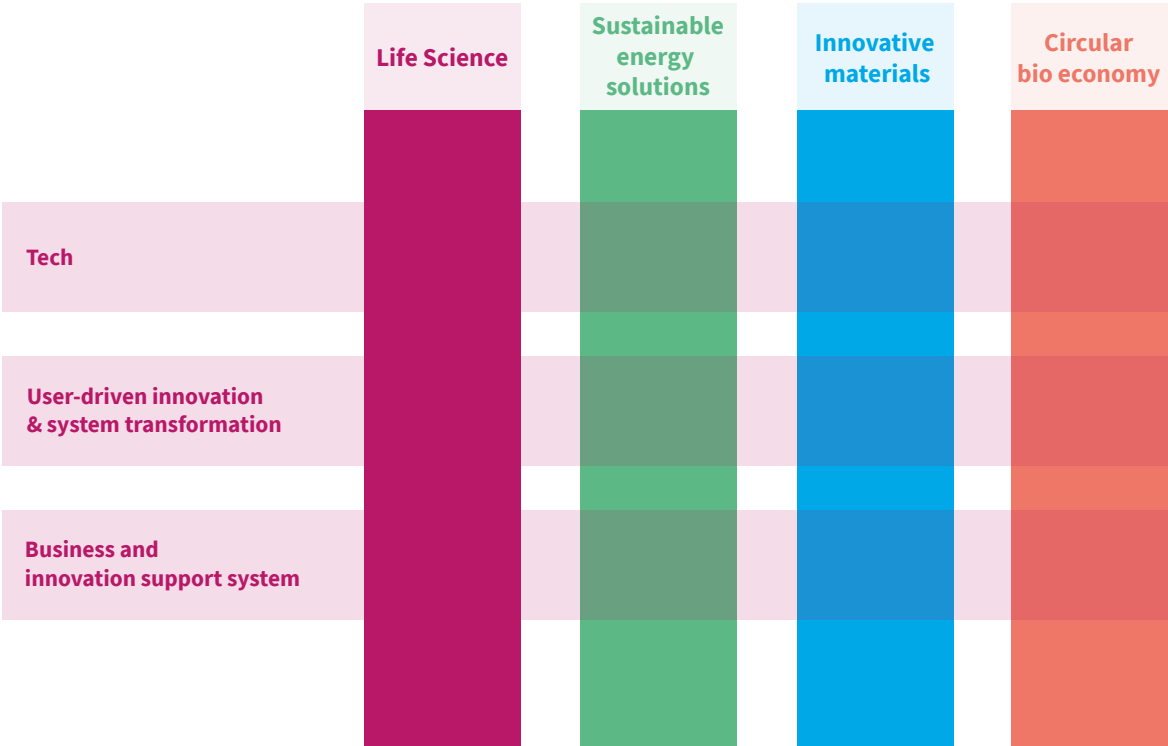 Life Science
Sustainable
energy
solutions
Innovative
materials
Circular
bio economy
Tech
User-driven innovation
& system transformation
Business and
innovation support system